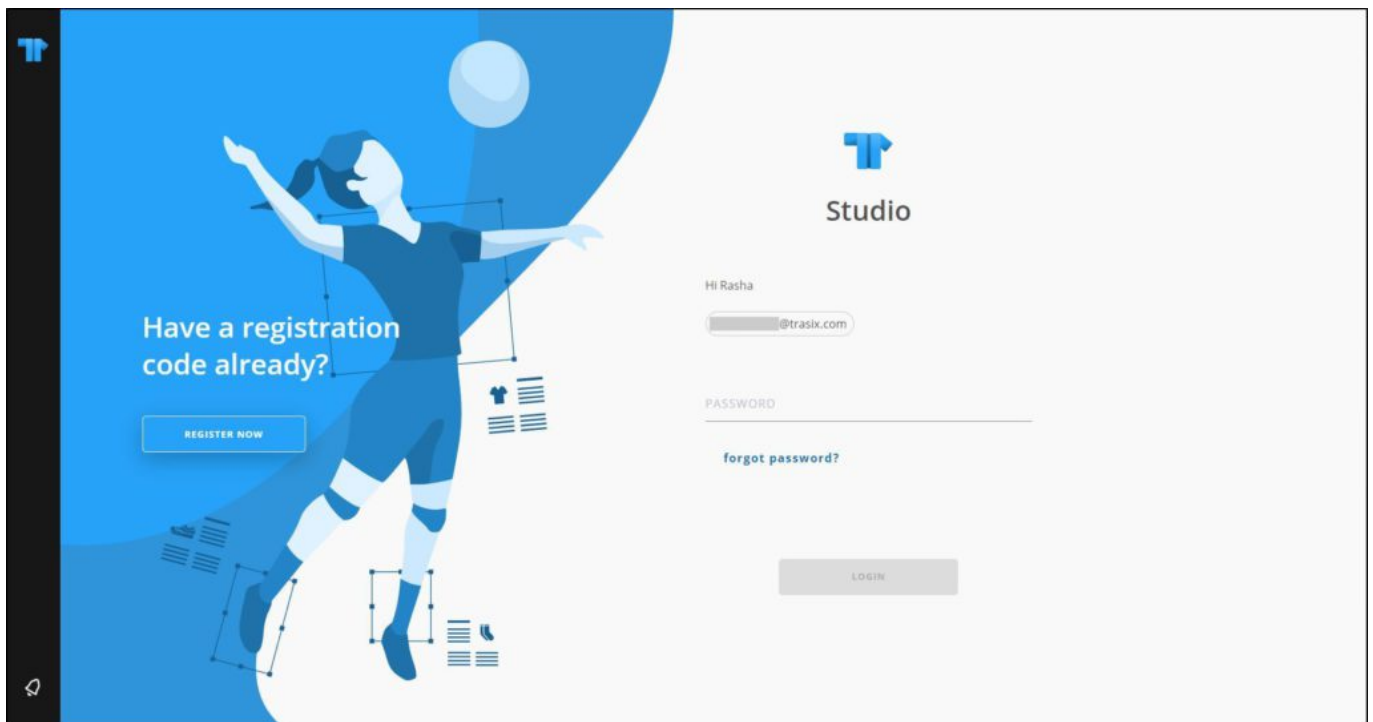 Have a registration
code already?
REGISTER NOW
Studio
Hi Rasha
@trasix.com
PASSWORD
forgot password?
LOGIN